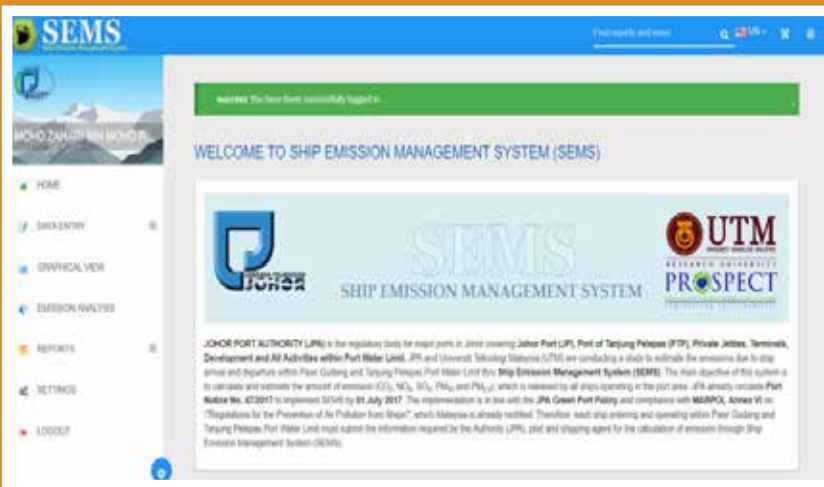 SEMS
US
SUCCESS You have been successfully logged in.
WELCOME TO SHIP EMISSION MANAGEMENT SYSTEM (SEMS)
HOME
DATA ENTRY
GRAPHICAL VIEW
EMISSION ANALYSIS
REPORTS
SETTINGS
LOGOUT
JOHOR
SEMS
SHIP EMISSION MANAGEMENT SYSTEM
UTM
RESEARCH UNIVERSITY
PROSPECT
JOHOR PORT AUTHORITY (JPA) is the regulatory body for major ports in Johor covering Johor Port (JP), Port of Tanjung Pelepas (PTP), Private Jetties, Terminals,
Development and All Activities within Port Water Limit. JPA and Universiti Teknologi Malaysia (UTM) are conducting a study to estimate the emissions due to ship
arrival and departure within Pasir Gudang and Tanjung Pelepas Port Water Limit thru Ship Emission Management System (SEMS). The main objective of this system is
to calculate and estimate the amount of emission (CO₂, NOₓ, SOₓ, PM₁₀ and PM₂.₅), which is released by all ships operating in the port area. JPA already circulate Port
Notice No. 47/2017 to implement SEMS by 01 July 2017. The implementation is in line with the JPA Green Port Policy and compliance with MARPOL Annex VI on
"Regulations for the Prevention of Air Pollution from Ships", which Malaysia is already ratified. Therefore, each ship entering and operating within Pasir Gudang and
Tanjung Pelepas Port Water Limit must submit the information required by the Authority (JPA), pilot and shipping agent for the calculation of emission through Ship
Emission Management System (SEMS).